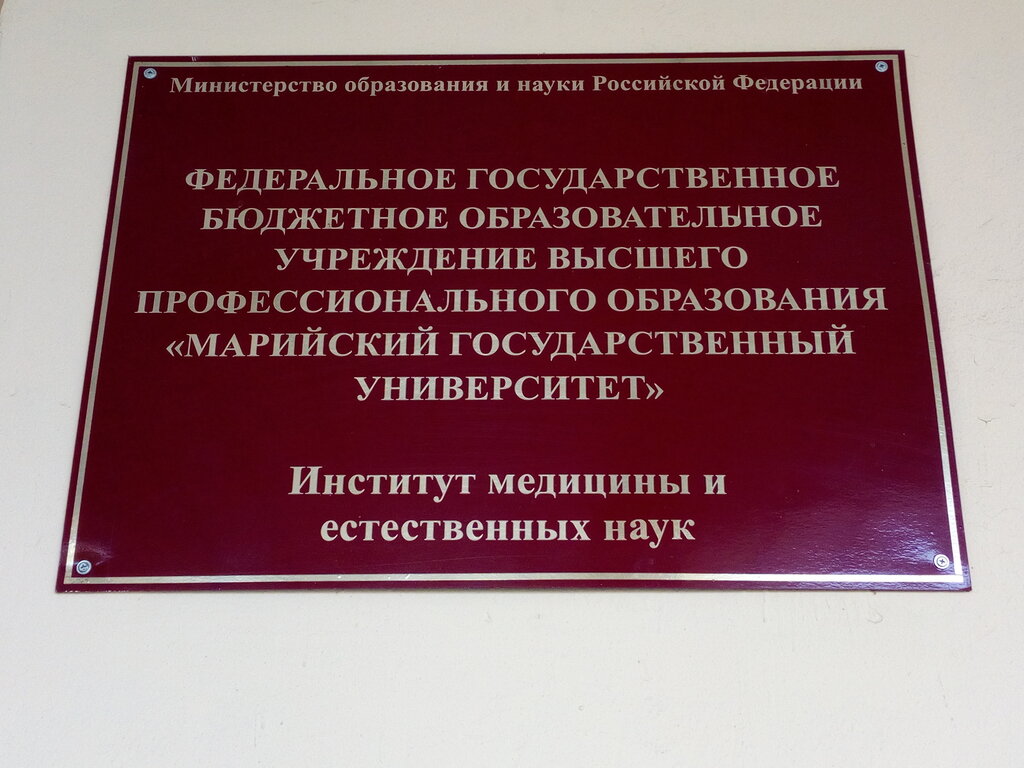 Министерство образования и науки Российской Федерации
ФЕДЕРАЛЬНОЕ ГОСУДАРСТВЕННОЕ
БЮДЖЕТНОЕ ОБРАЗОВАТЕЛЬНОЕ
УЧРЕЖДЕНИЕ ВЫСШЕГО
ПРОФЕССИОНАЛЬНОГО ОБРАЗОВАНИЯ
«МАРИЙСКИЙ ГОСУДАРСТВЕННЫЙ
УНИВЕРСИТЕТ»
Институт медицины и
естественных наук